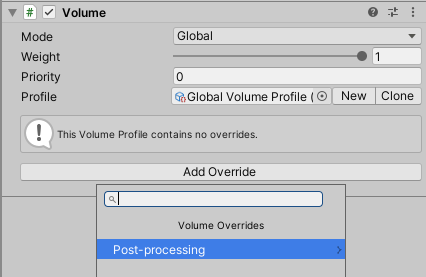 Volume
Mode Global
Weight 1
Priority 0
Profile Global Volume Profile ( New Clone
This Volume Profile contains no overrides.
Add Override
Volume Overrides
Post-processing